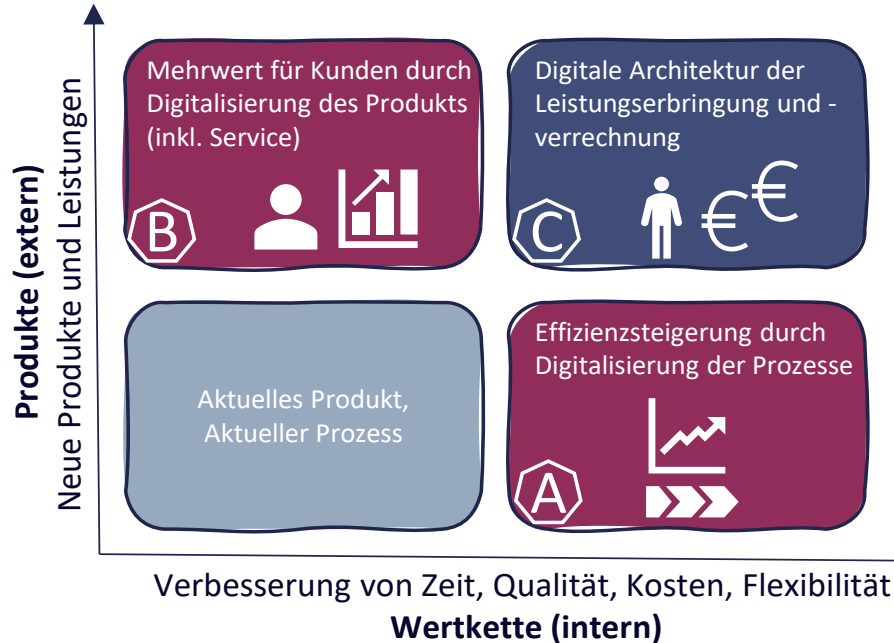 Produkte (extern)
Neue Produkte und Leistungen
Mehrwert für Kunden durch
Digitalisierung des Produkts
(inkl. Service)
B
Digitale Architektur der
Leistungserbringung und -
verrechnung
€€
C
Aktuelles Produkt,
Aktueller Prozess
Effizienzsteigerung durch
Digitalisierung der Prozesse
A
Verbesserung von Zeit, Qualität, Kosten, Flexibilität
Wertkette (intern)